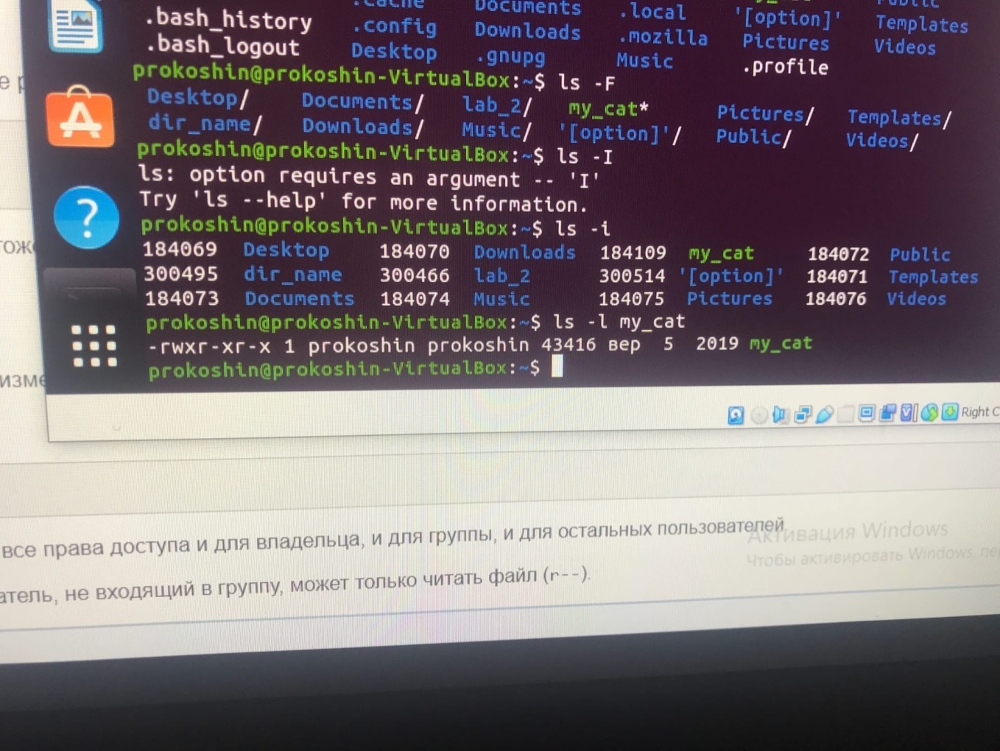 .cache Documents .local '[option]' Templates
.bash_history .config Downloads .mozilla Pictures Videos
.bash_logout Desktop .gnupg Music .profile
prokoshin@prokoshin-VirtualBox:~$ ls -F
Desktop/ Documents/ lab_2/ my_cat* Pictures/ Templates/
dir_name/ Downloads/ Music/ '[option]'/ Public/ Videos/
prokoshin@prokoshin-VirtualBox:~$ ls -I
ls: option requires an argument -- 'I'
Try 'ls --help' for more information.
prokoshin@prokoshin-VirtualBox:~$ ls -i
184069 Desktop 184070 Downloads 184109 my_cat 184072 Public
300495 dir_name 300466 lab_2 300514 '[option]' 184071 Templates
184073 Documents 184074 Music 184075 Pictures 184076 Videos
prokoshin@prokoshin-VirtualBox:~$ ls -l my_cat
-rwxr-xr-x 1 prokoshin prokoshin 43416 вер 5 2019 my_cat
prokoshin@prokoshin-VirtualBox:~$
Right C
все права доступа и для владельца, и для группы, и для остальных пользователей
Активация Windows
Чтобы активировать Windows, пе
атель, не входящий в группу, может только читать файл (r--).